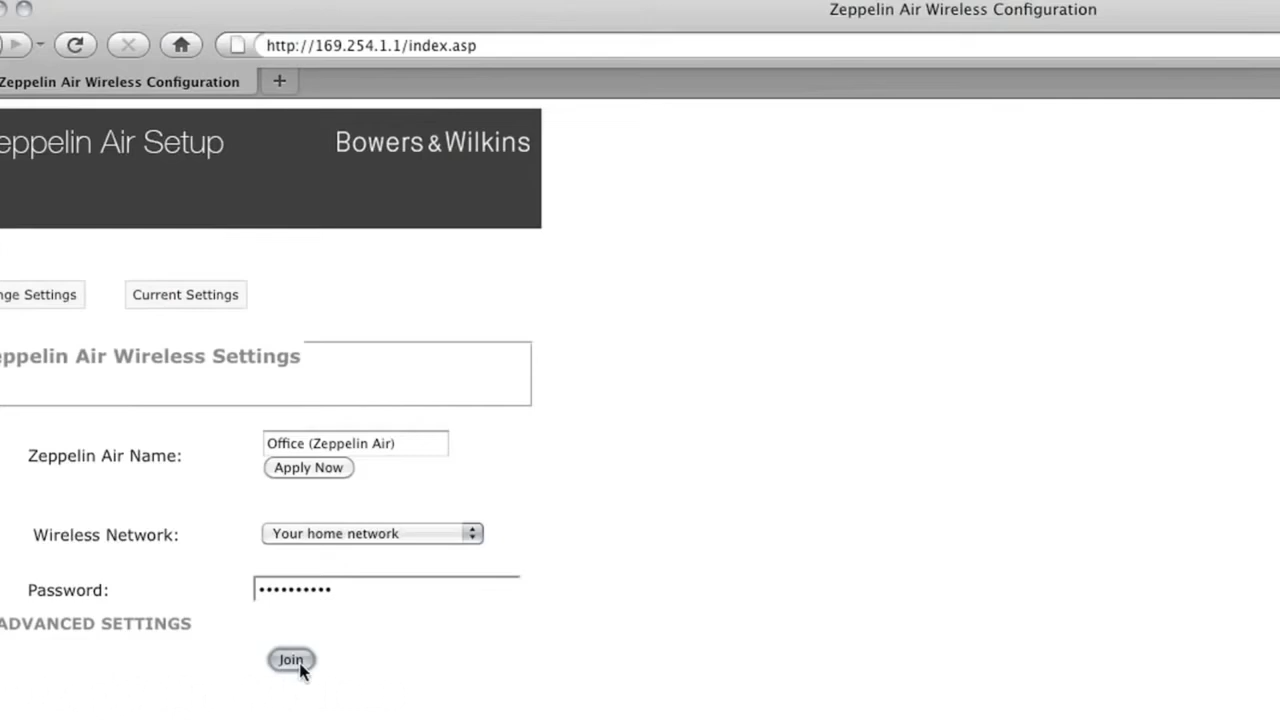 Zeppelin Air Wireless Configuration
http://169.254.1.1/index.asp
Zeppelin Air Wireless Configuration
+
eppelin Air Setup
Bowers & Wilkins
nge Settings
Current Settings
eppelin Air Wireless Settings
Zeppelin Air Name:
Office (Zeppelin Air)
Apply Now
Wireless Network:
Your home network
Password:
••••••••••
ADVANCED SETTINGS
Join